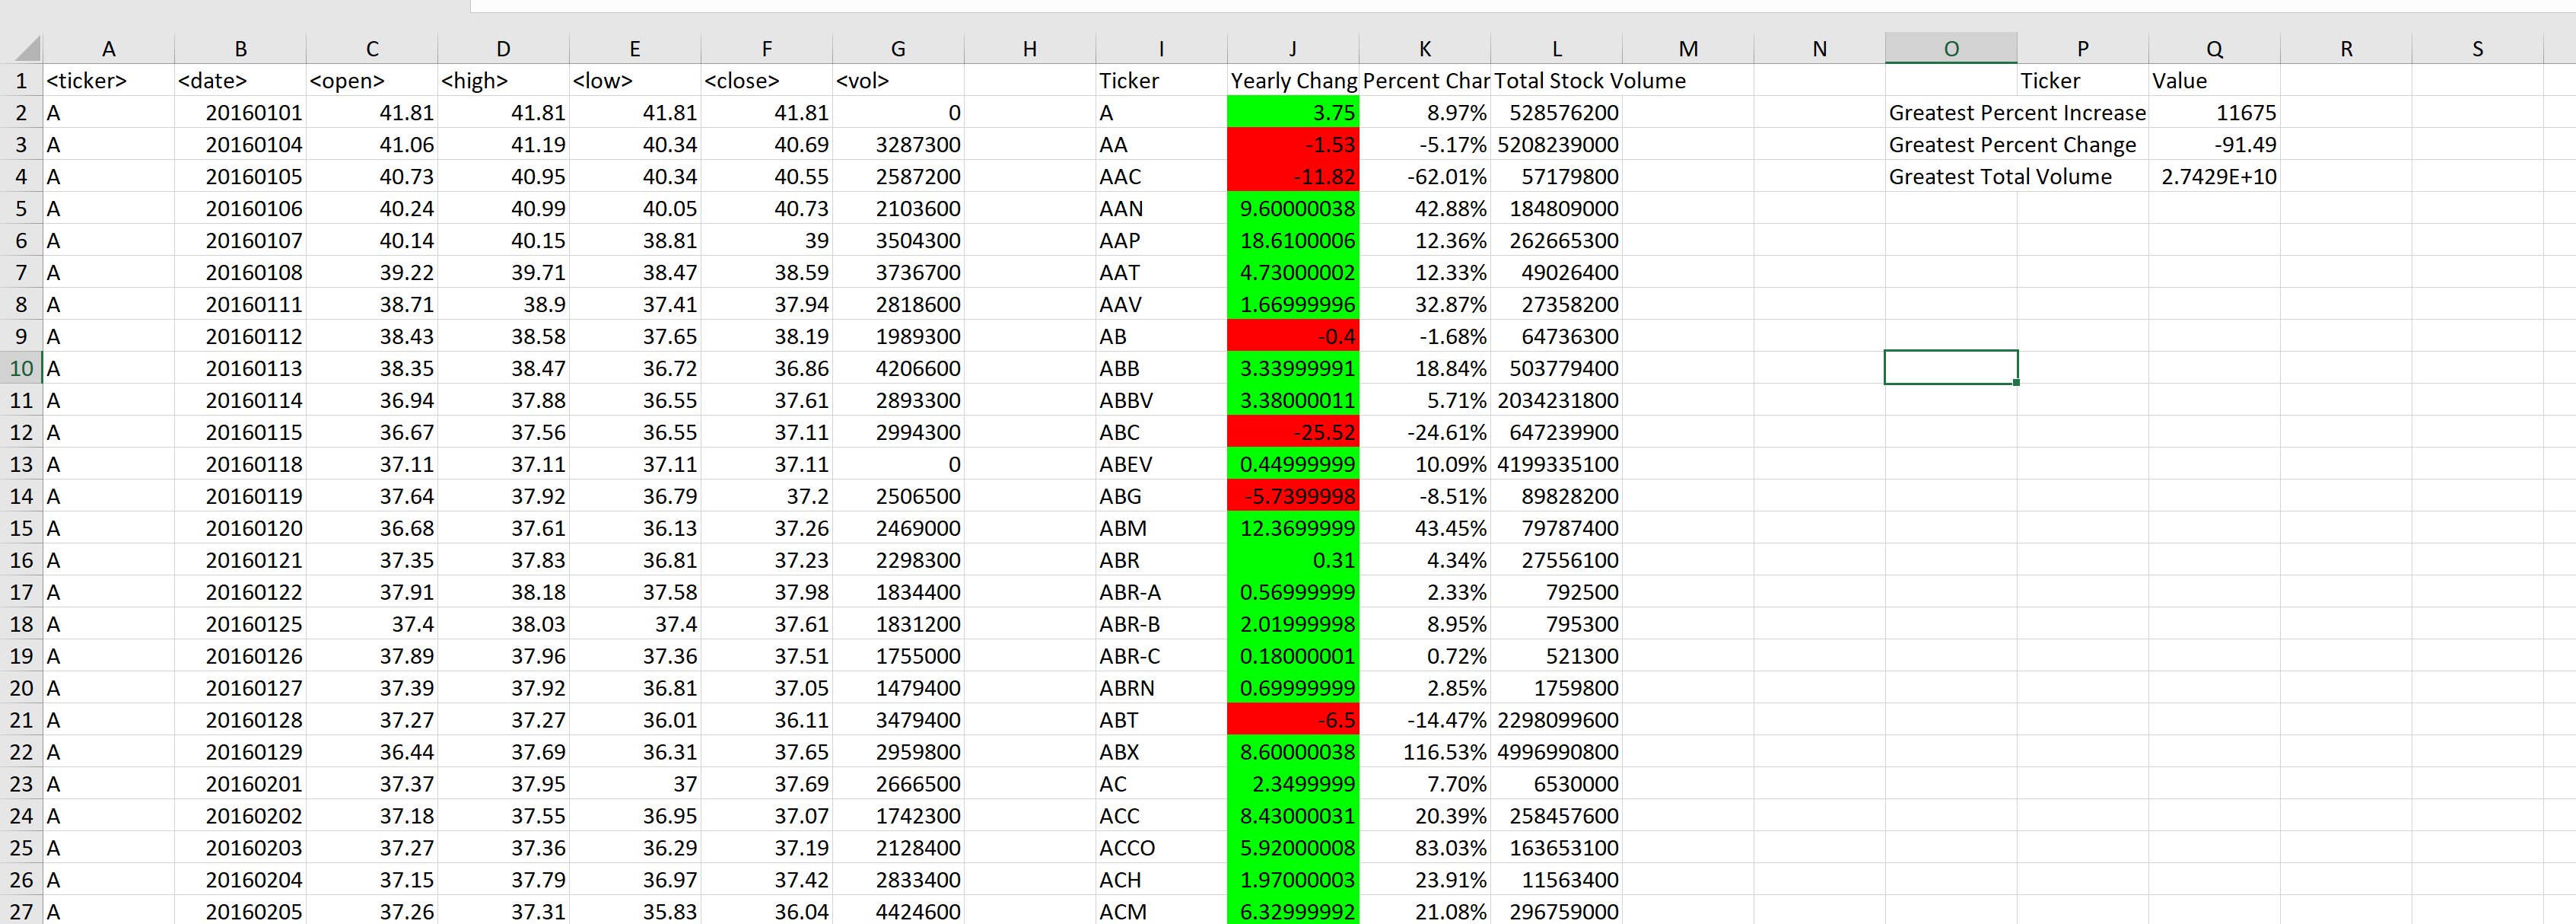 A B C D E F G H I J K L M N O P Q R S
1 <ticker> <date> <open> <high> <low> <close> <vol> Ticker Yearly Chang Percent Char Total Stock Volume Ticker Value
2 A 20160101 41.81 41.81 41.81 41.81 0 A 3.75 8.97% 528576200 Greatest Percent Increase 11675
3 A 20160104 41.06 41.19 40.34 40.69 3287300 AA -1.53 -5.17% 5208239000 Greatest Percent Change -91.49
4 A 20160105 40.73 40.95 40.34 40.55 2587200 AAC -11.82 -62.01% 57179800 Greatest Total Volume 2.7429E+10
5 A 20160106 40.24 40.99 40.05 40.73 2103600 AAN 9.60000038 42.88% 184809000
6 A 20160107 40.14 40.15 38.81 39 3504300 AAP 18.6100006 12.36% 262665300
7 A 20160108 39.22 39.71 38.47 38.59 3736700 AAT 4.73000002 12.33% 49026400
8 A 20160111 38.71 38.9 37.41 37.94 2818600 AAV 1.66999996 32.87% 27358200
9 A 20160112 38.43 38.58 37.65 38.19 1989300 AB -0.4 -1.68% 64736300
10 A 20160113 38.35 38.47 36.72 36.86 4206600 ABB 3.33999991 18.84% 503779400
11 A 20160114 36.94 37.88 36.55 37.61 2893300 ABBV 3.38000011 5.71% 2034231800
12 A 20160115 36.67 37.56 36.55 37.11 2994300 ABC -25.52 -24.61% 647239900
13 A 20160118 37.11 37.11 37.11 37.11 0 ABEV 0.44999999 10.09% 4199335100
14 A 20160119 37.64 37.92 36.79 37.2 2506500 ABG -5.7399998 -8.51% 89828200
15 A 20160120 36.68 37.61 36.13 37.26 2469000 ABM 12.3699999 43.45% 79787400
16 A 20160121 37.35 37.83 36.81 37.23 2298300 ABR 0.31 4.34% 27556100
17 A 20160122 37.91 38.18 37.58 37.98 1834400 ABR-A 0.56999999 2.33% 792500
18 A 20160125 37.4 38.03 37.4 37.61 1831200 ABR-B 2.01999998 8.95% 795300
19 A 20160126 37.89 37.96 37.36 37.51 1755000 ABR-C 0.18000001 0.72% 521300
20 A 20160127 37.39 37.92 36.81 37.05 1479400 ABRN 0.69999999 2.85% 1759800
21 A 20160128 37.27 37.27 36.01 36.11 3479400 ABT -6.5 -14.47% 2298099600
22 A 20160129 36.44 37.69 36.31 37.65 2959800 ABX 8.60000038 116.53% 4996990800
23 A 20160201 37.37 37.95 37 37.69 2666500 AC 2.3499999 7.70% 6530000
24 A 20160202 37.18 37.55 36.95 37.07 1742300 ACC 8.43000031 20.39% 258457600
25 A 20160203 37.27 37.36 36.29 37.19 2128400 ACCO 5.92000008 83.03% 163653100
26 A 20160204 37.15 37.79 36.97 37.42 2833400 ACH 1.97000003 23.91% 11563400
27 A 20160205 37.26 37.31 35.83 36.04 4424600 ACM 6.32999992 21.08% 296759000